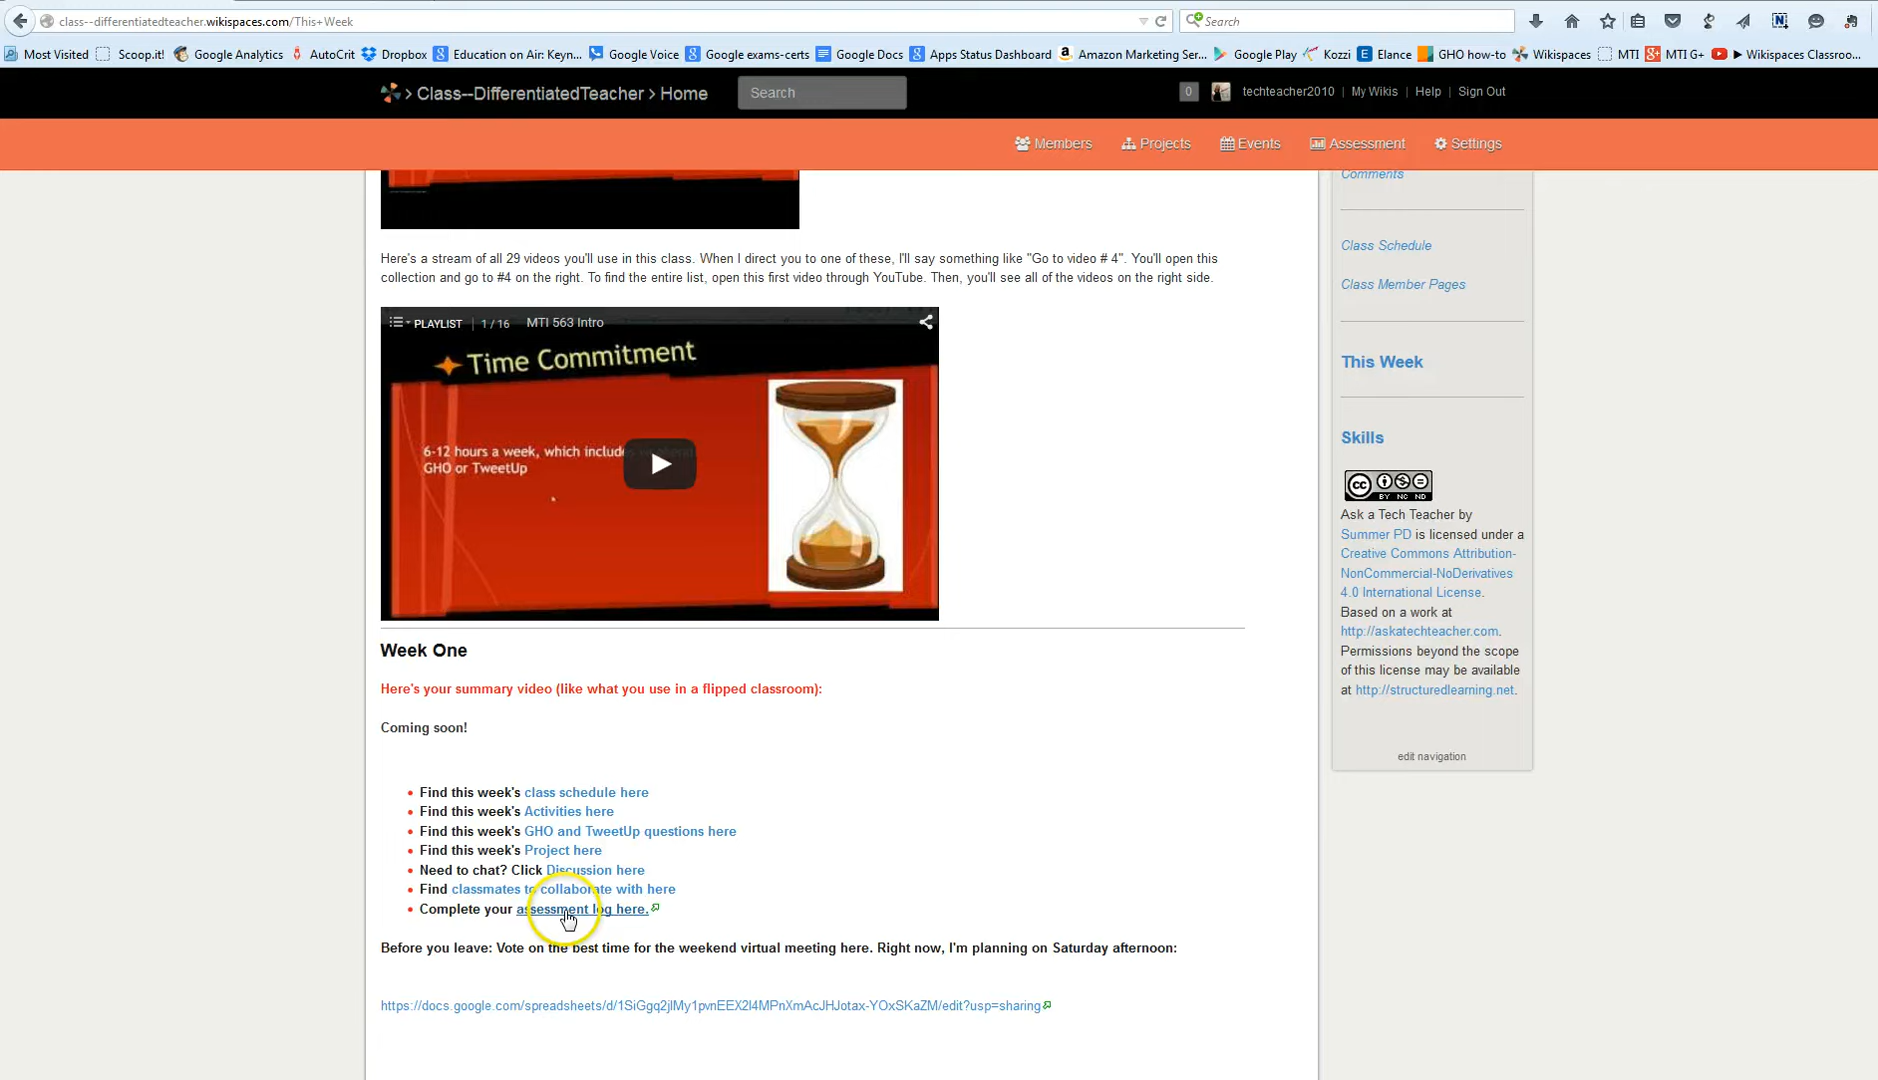 class--differentiatedteacher.wikispaces.com/This+Week
Search
Most Visited
Scoop.it!
Google Analytics
AutoCrit
Dropbox
Education on Air: Keyn...
Google Voice
Google exams-certs
Google Docs
Apps Status Dashboard
Amazon Marketing Ser...
Google Play
Kozzi
Elance
GHO how-to
Wikispaces
MTI
MTI G+
Wikispaces Classroo...
> Class--DifferentiatedTeacher > Home
Search
0
techteacher2010 | My Wikis | Help | Sign Out
Members
Projects
Events
Assessment
Settings
Here's a stream of all 29 videos you'll use in this class. When I direct you to one of these, I'll say something like "Go to video # 4". You'll open this
collection and go to #4 on the right. To find the entire list, open this first video through YouTube. Then, you'll see all of the videos on the right side.
PLAYLIST | 1 / 16 MTI 563 Intro
Time Commitment
6-12 hours a week, which includes
GHO or TweetUp
Week One
Here's your summary video (like what you use in a flipped classroom):
Coming soon!
• Find this week's class schedule here
• Find this week's Activities here
• Find this week's GHO and TweetUp questions here
• Find this week's Project here
• Need to chat? Click Discussion here
• Find classmates to collaborate with here
• Complete your assessment log here.
Before you leave: Vote on the best time for the weekend virtual meeting here. Right now, I'm planning on Saturday afternoon:
https://docs.google.com/spreadsheets/d/1SiGgq2jlMy1pvnEEX2l4MPnXmAcJHJotax-YOxSKaZM/edit?usp=sharing
Comments
Class Schedule
Class Member Pages
This Week
Skills
cc
BY NC ND
Ask a Tech Teacher by
Summer PD is licensed under a
Creative Commons Attribution-
NonCommercial-NoDerivatives
4.0 International License.
Based on a work at
http://askatechteacher.com.
Permissions beyond the scope
of this license may be available
at http://structuredlearning.net.
edit navigation